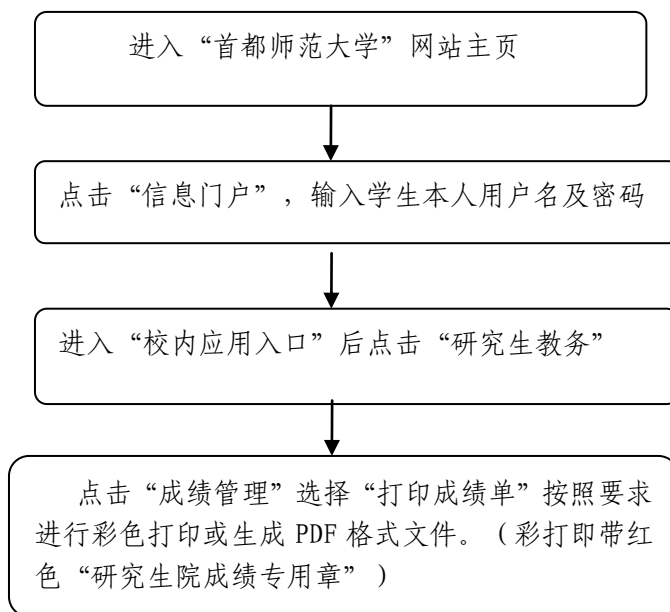 进入“首都师范大学”网站主页
点击“信息门户”，输入学生本人用户名及密码
进入“校内应用入口”后点击“研究生教务”
点击“成绩管理”选择“打印成绩单”按照要求
进行彩色打印或生成 PDF 格式文件。（彩打即带红
色“研究生院成绩专用章”）